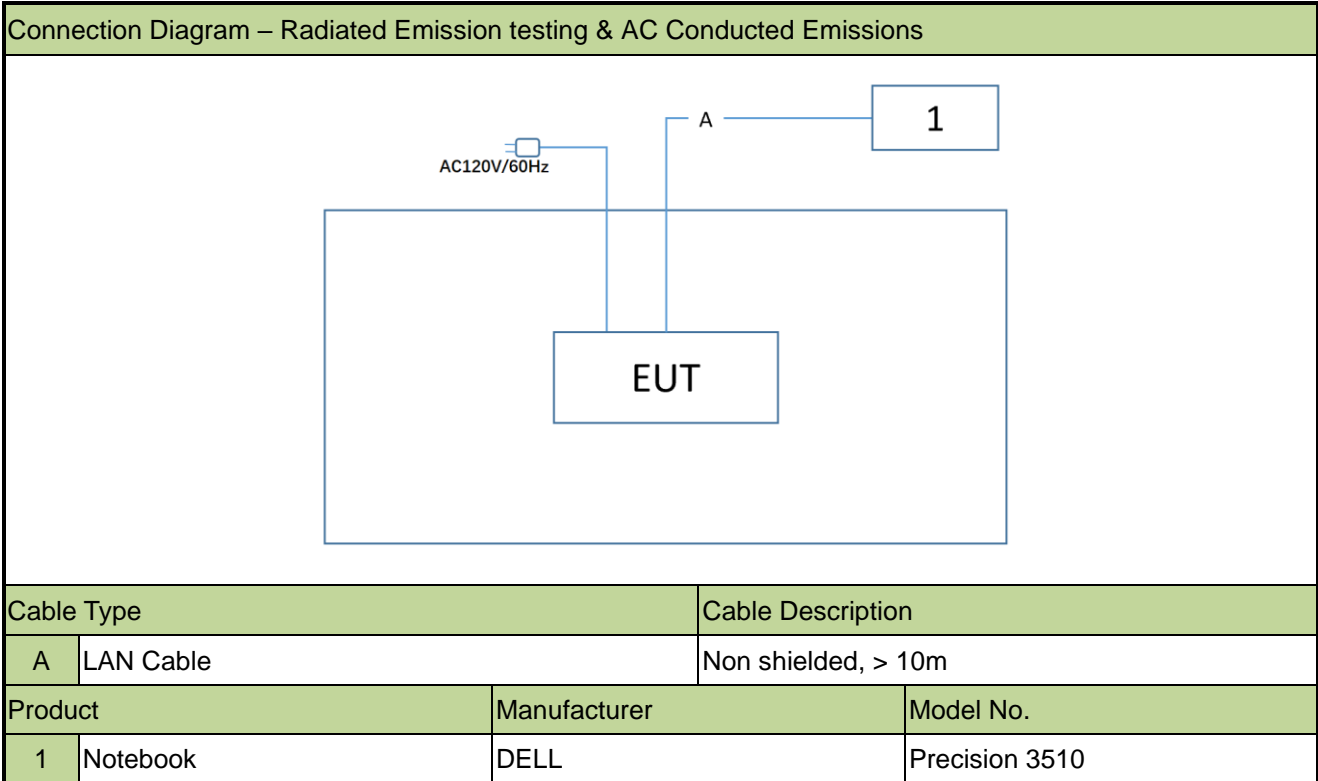 Connection Diagram – Radiated Emission testing & AC Conducted Emissions
A
1
AC120V/60Hz
EUT
Cable Type Cable Description
A LAN Cable Non shielded, > 10m
Product Manufacturer Model No.
1 Notebook DELL Precision 3510